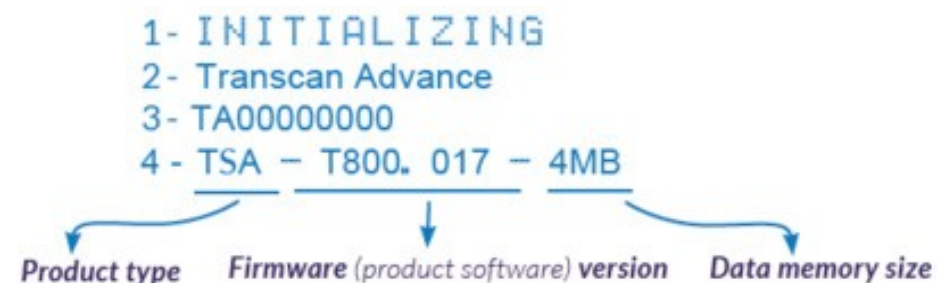 1- INITIALIZING
2- Transcan Advance
3- TA00000000
4 - TSA – T800. 017 – 4MB
Product type Firmware (product software) version Data memory size